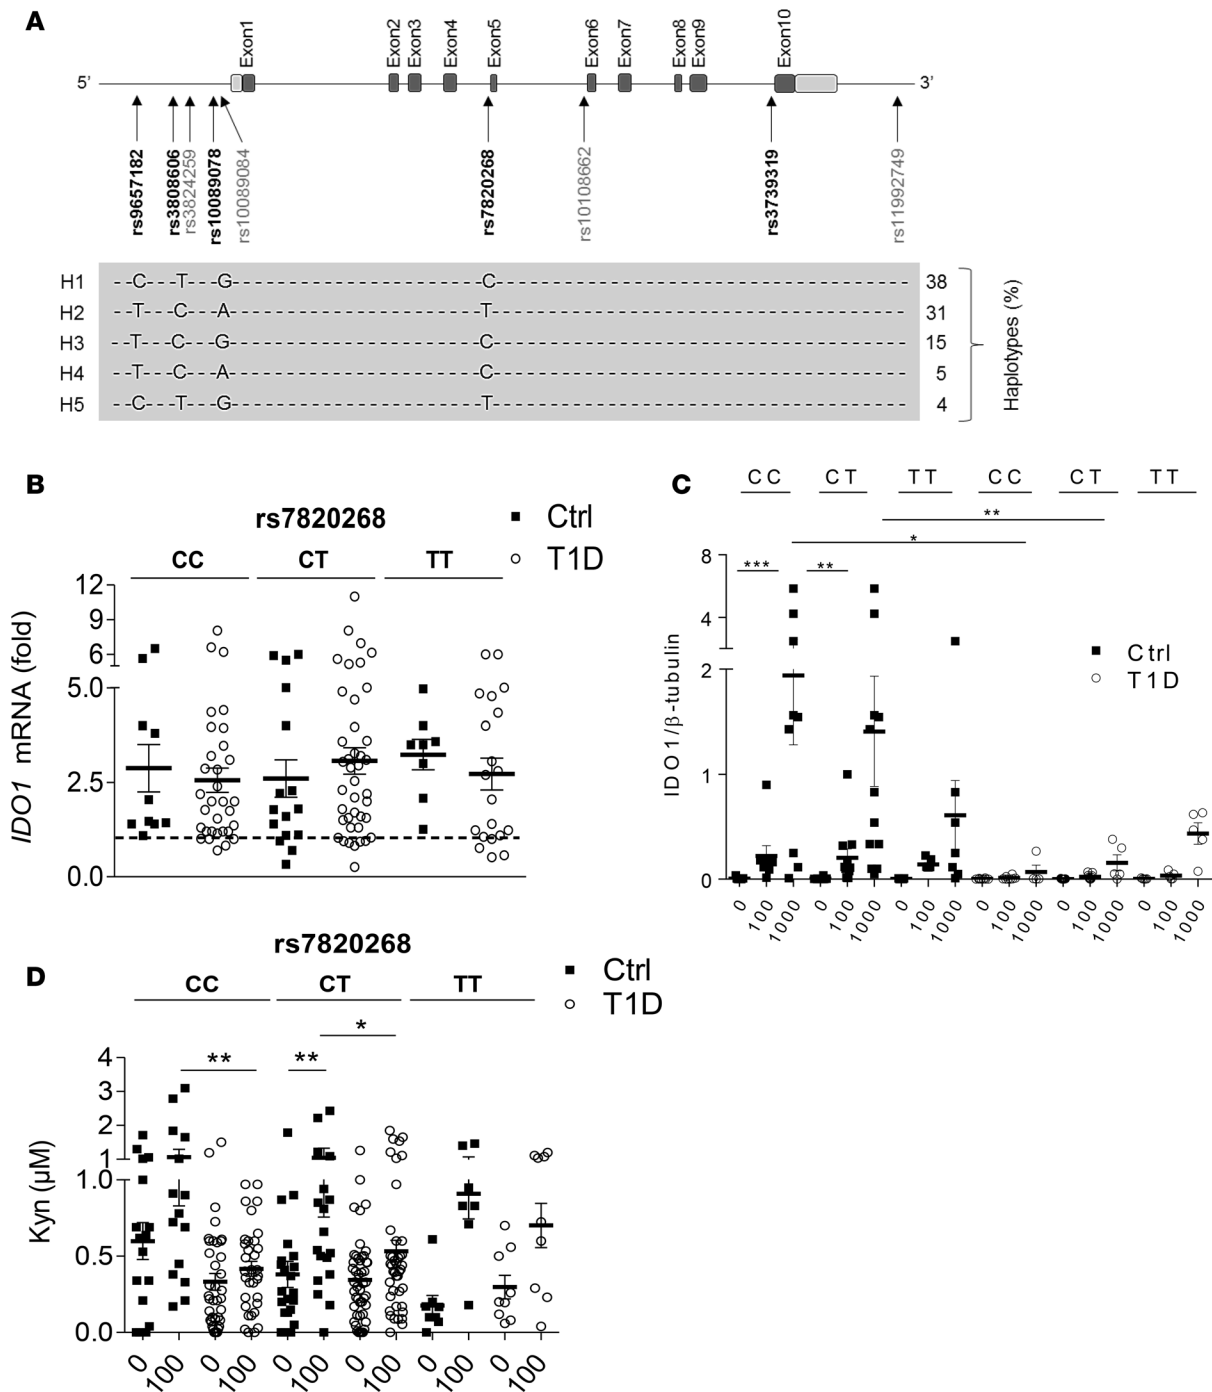 A
Exon1 Exon2 Exon3 Exon4 Exon5 Exon6 Exon7 Exon8 Exon9 Exon10
5’ 3’
rs9657182 rs3808606 rs3824259 rs10089078 rs10089084 rs7820268 rs10108662 rs3739319 rs11992749
H1 --C--T--G-----C----- 38
H2 --T--C--A-----T----- 31
H3 --T--C--G-----C----- 15
H4 --T--C--A-----C----- 5
H5 --C--T--G-----T----- 4
Haplotypes (%)
B
rs7820268
Ctrl
T1D
CC CT TT
12
9
6
5.0
2.5
0.0
IDO1 mRNA (fold)
C
CC CT TT CC CT TT
**
*
*** **
8
4
2
1
0
IDO1/β-tubulin
Ctrl
T1D
0 100 1000 0 100 1000 0 100 1000 0 100 1000 0 100 1000 0 100 1000
D
rs7820268
Ctrl
T1D
CC CT TT
*
** **
4
3
2
1
1.0
0.5
0.0
Kyn (µM)
0 100 0 100 0 100 0 100 0 100 0 100